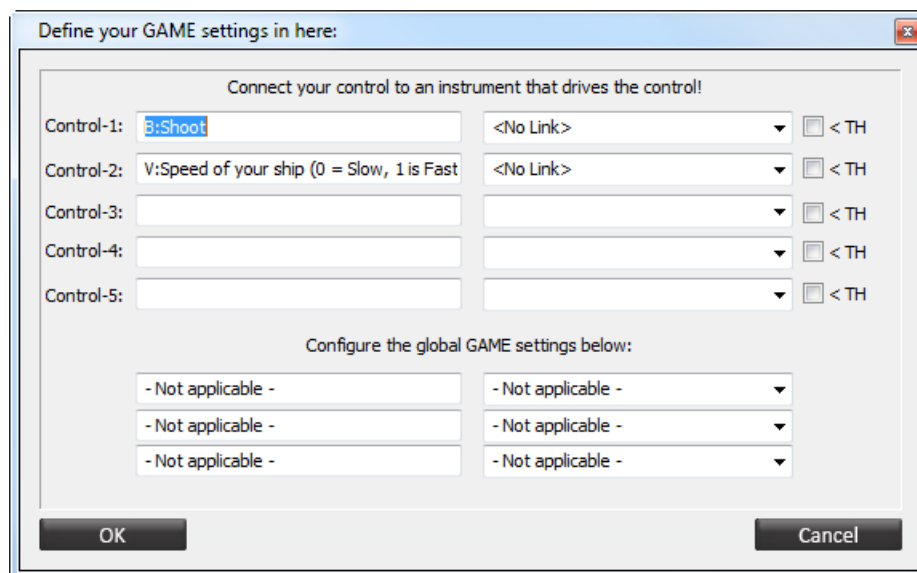 Define your GAME settings in here:
Connect your control to an instrument that drives the control!
Control-1: B:Shoot <No Link> < TH
Control-2: V:Speed of your ship (0 = Slow, 1 is Fast <No Link> < TH
Control-3: < TH
Control-4: < TH
Control-5: < TH
Configure the global GAME settings below:
- Not applicable - - Not applicable -
- Not applicable - - Not applicable -
- Not applicable - - Not applicable -
OK Cancel